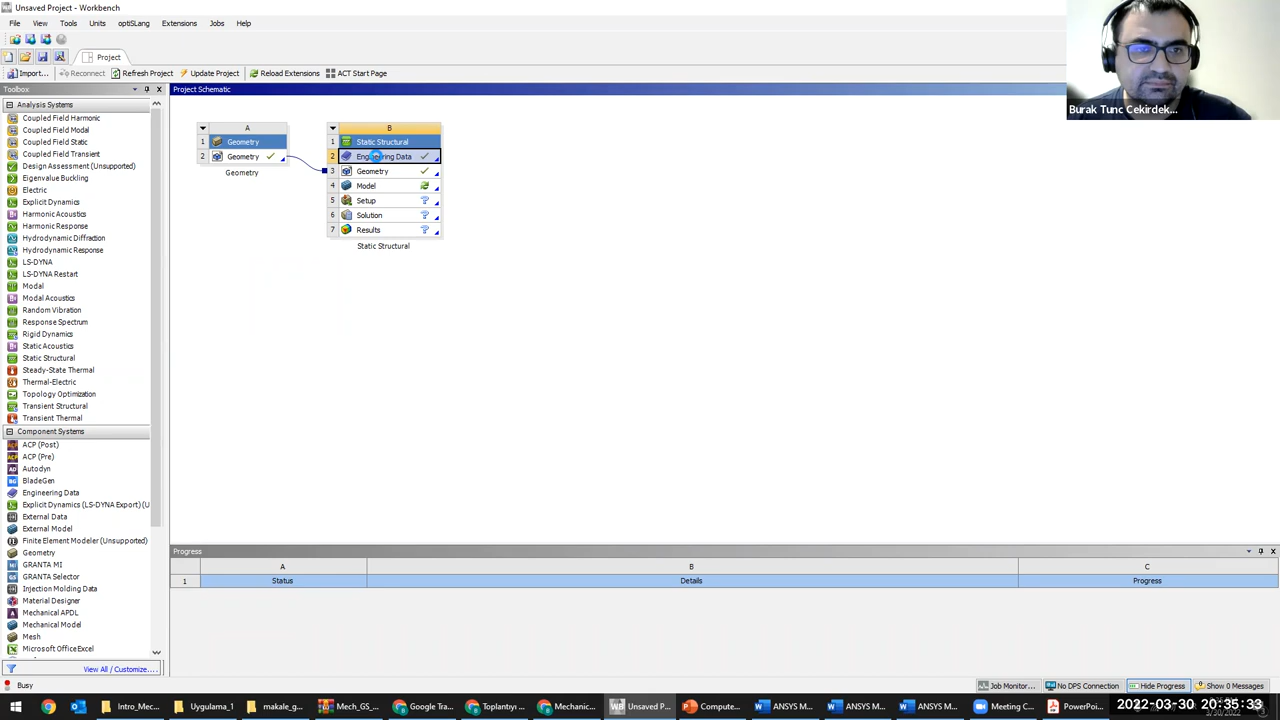 Unsaved Project - Workbench
File View Tools Units optiSLang Extensions Jobs Help
Project
Import... Reconnect Refresh Project Update Project Reload Extensions ACT Start Page
Toolbox
Analysis Systems
Coupled Field Harmonic
Coupled Field Modal
Coupled Field Static
Coupled Field Transient
Design Assessment (Unsupported)
Eigenvalue Buckling
Electric
Explicit Dynamics
Harmonic Acoustics
Harmonic Response
Hydrodynamic Diffraction
Hydrodynamic Response
LS-DYNA
LS-DYNA Restart
Modal
Modal Acoustics
Random Vibration
Response Spectrum
Rigid Dynamics
Static Acoustics
Static Structural
Steady-State Thermal
Thermal-Electric
Topology Optimization
Transient Structural
Transient Thermal
Component Systems
ACP (Post)
ACP (Pre)
Autodyn
BladeGen
Engineering Data
Explicit Dynamics (LS-DYNA Export) (U
External Data
External Model
Finite Element Modeler (Unsupported)
Geometry
GRANTA MI
GRANTA Selector
Injection Molding Data
Material Designer
Mechanical APDL
Mechanical Model
Mesh
Microsoft Office Excel
View All / Customize....
Project Schematic
A
1 Geometry
2 Geometry
Geometry
B
1 Static Structural
2 Engineering Data
3 Geometry
4 Model
5 Setup
6 Solution
7 Results
Static Structural
Burak Tunc Cekirdek...
Progress
A B C
1 Status Details Progress
Busy
Job Monitor... No DPS Connection Hide Progress Show 0 Messages
Intro_Mec... Uygulama_1 makale_g... Mech_GS_... Google Tra... Toplantıyı ... Mechanic... Unsaved P... Compute... ANSYS M... ANSYS M... ANSYS M... Meeting C... PowerPoi...
2022-03-30 20:35:33